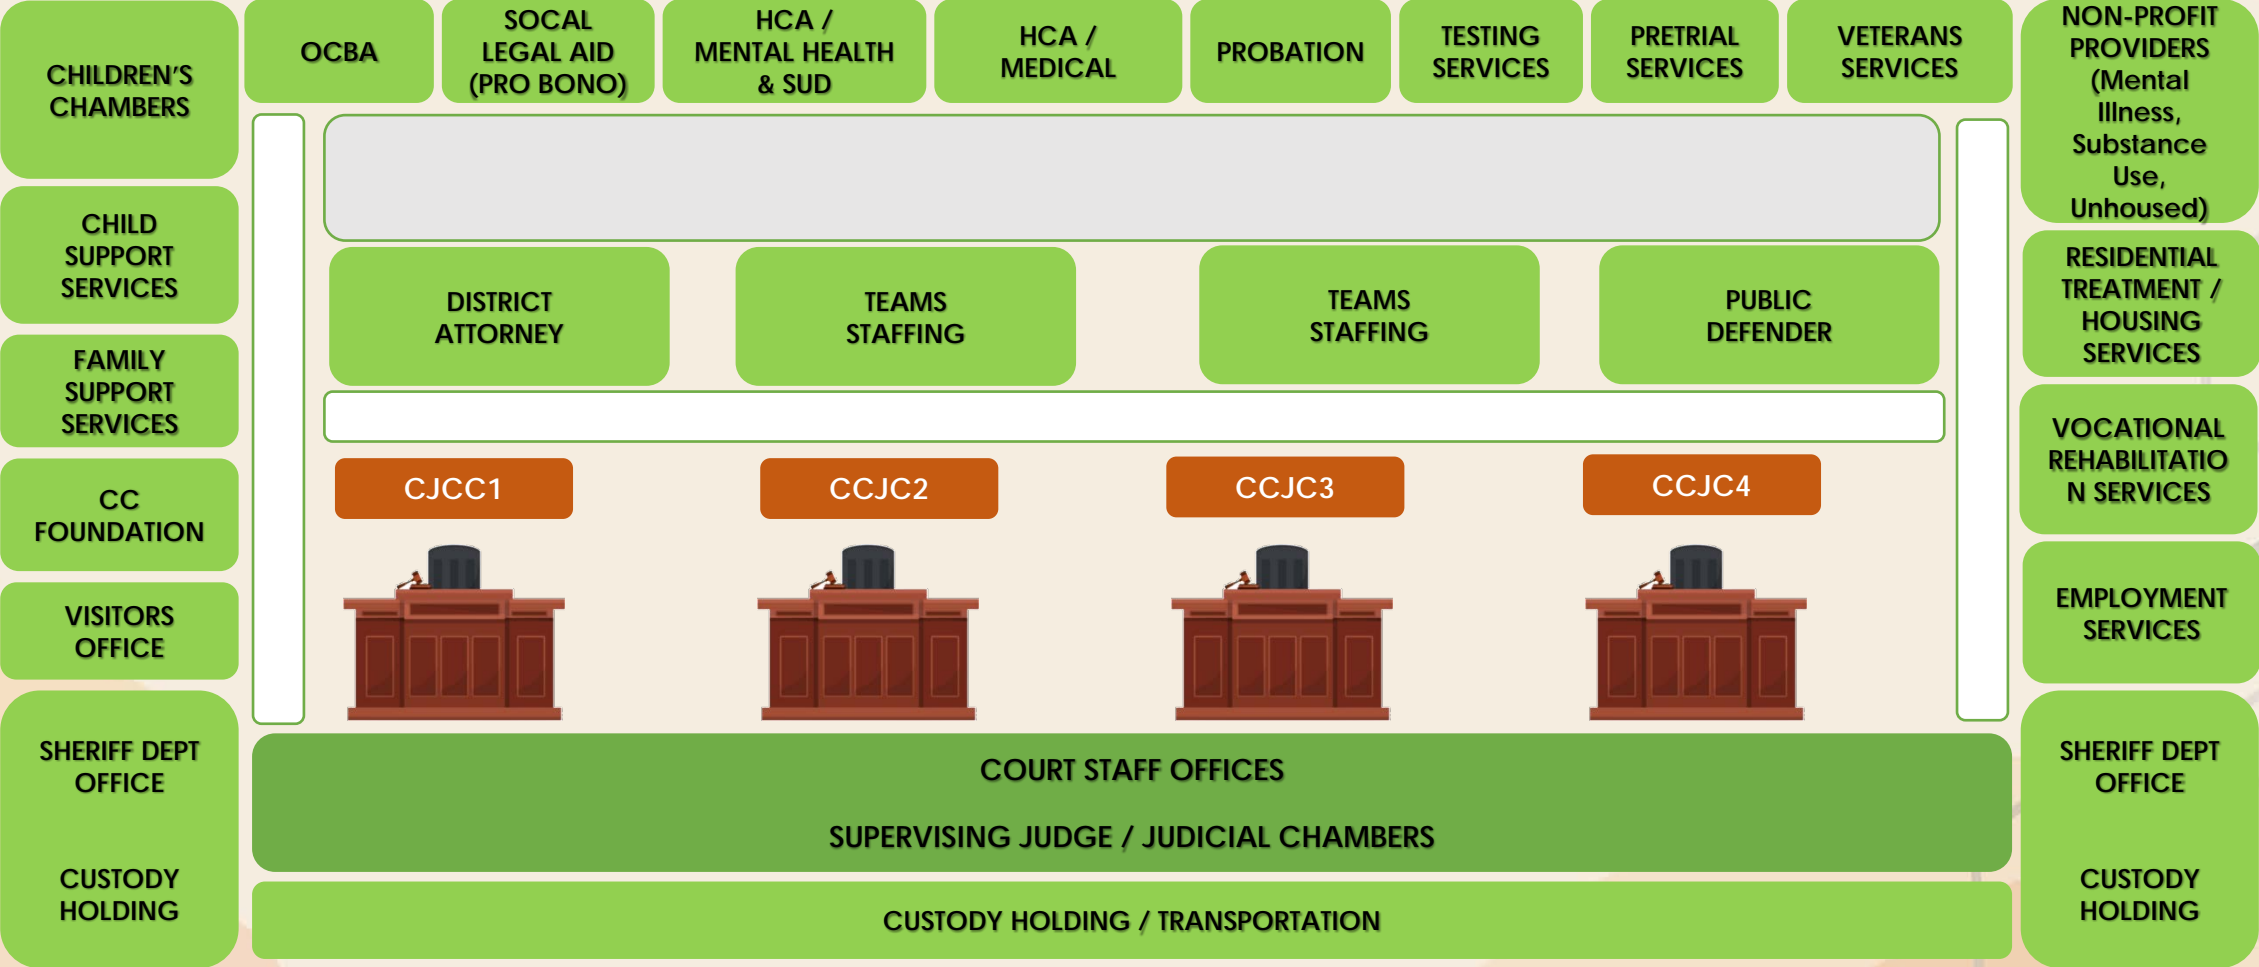 CHILDREN'S
CHAMBERS
OCBA
SOCAL
LEGAL AID
(PRO BONO)
HCA /
MENTAL HEALTH
& SUD
HCA /
MEDICAL
PROBATION
TESTING
SERVICES
PRETRIAL
SERVICES
VETERANS
SERVICES
NON-PROFIT
PROVIDERS
(Mental
Illness,
Substance
Use,
Unhoused)
CHILD
SUPPORT
SERVICES
DISTRICT
ATTORNEY
TEAMS
STAFFING
TEAMS
STAFFING
PUBLIC
DEFENDER
RESIDENTIAL
TREATMENT /
HOUSING
SERVICES
FAMILY
SUPPORT
SERVICES
VOCATIONAL
REHABILITATIO
N SERVICES
CC
FOUNDATION
CJCC1
CCJC2
CCJC3
CCJC4
VISITORS
OFFICE
EMPLOYMENT
SERVICES
SHERIFF DEPT
OFFICE
CUSTODY
HOLDING
COURT STAFF OFFICES
SUPERVISING JUDGE / JUDICIAL CHAMBERS
CUSTODY HOLDING / TRANSPORTATION
SHERIFF DEPT
OFFICE
CUSTODY
HOLDING